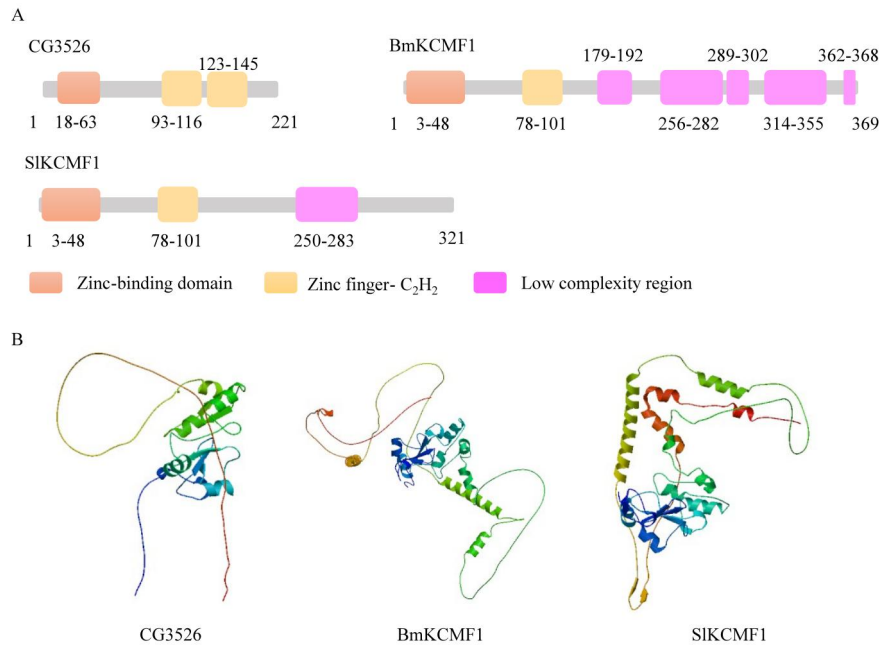 A
CG3526
123-145
1 18-63 93-116 221
BmKCMF1
179-192 289-302 362-368
1 3-48 78-101 256-282 314-355 369
SlKCMF1
1 3-48 78-101 250-283 321
Zinc-binding domain Zinc finger- C₂H₂ Low complexity region
B
CG3526 BmKCMF1 SlKCMF1